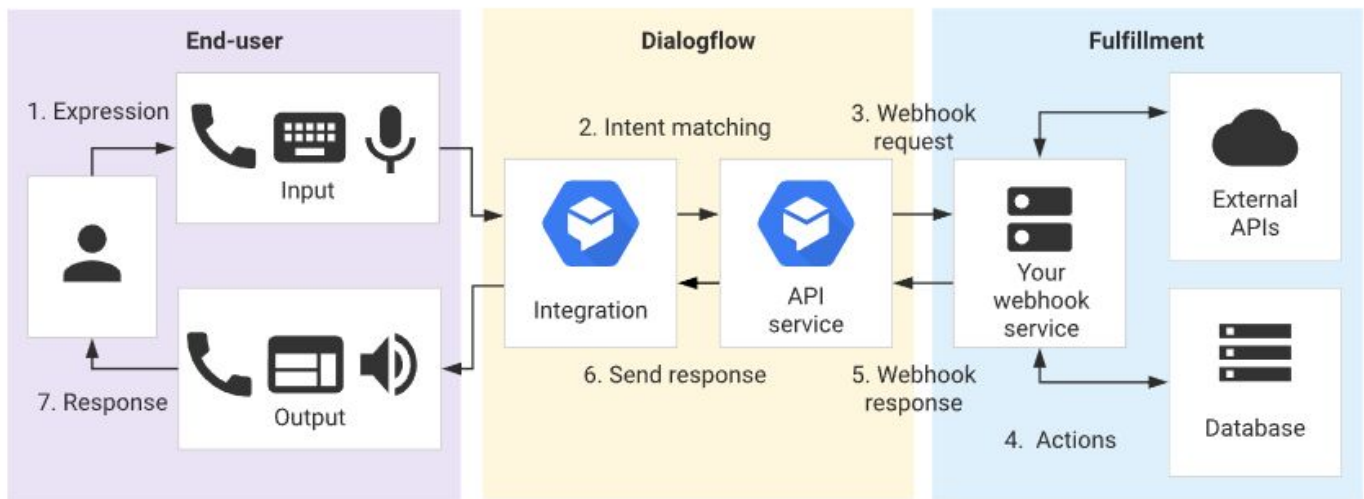 End-user
Dialogflow
Fulfillment
1. Expression
2. Intent matching
3. Webhook
request
Input
External
APIs
Integration
API
service
Your
webhook
service
7. Response
Output
6. Send response
5. Webhook
response
4. Actions
Database